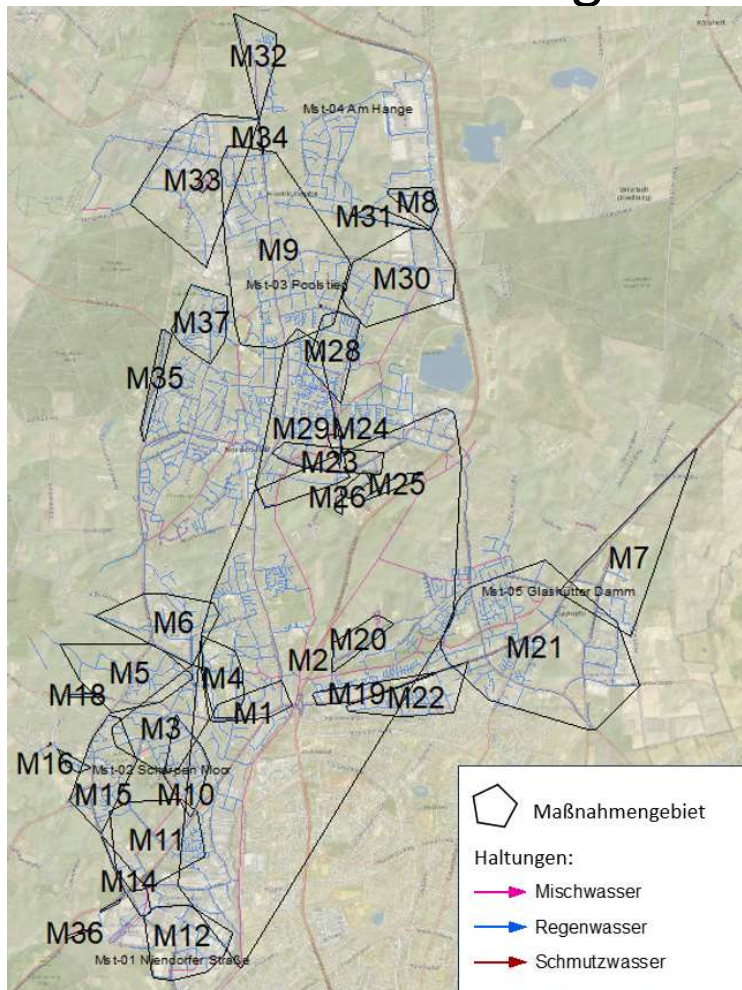 g
M32
Mst-04 Am Hange
M34
M33
M8
M31
M9
M30
Mst-03 Poolstieg
M37
M28
M35
M29
M24
M23
M25
M26
M7
Mst-05 Glashütter Damm
M6
M20
M2
M21
M5
M4
M18
M19
M22
M1
M3
M16
Mst-02 Scharpen Moor
M15
M10
M11
M14
M36
M12
Mst-01 Niendorfer Straße
Maßnahmengebiet
Haltungen:
Mischwasser
Regenwasser
Schmutzwasser